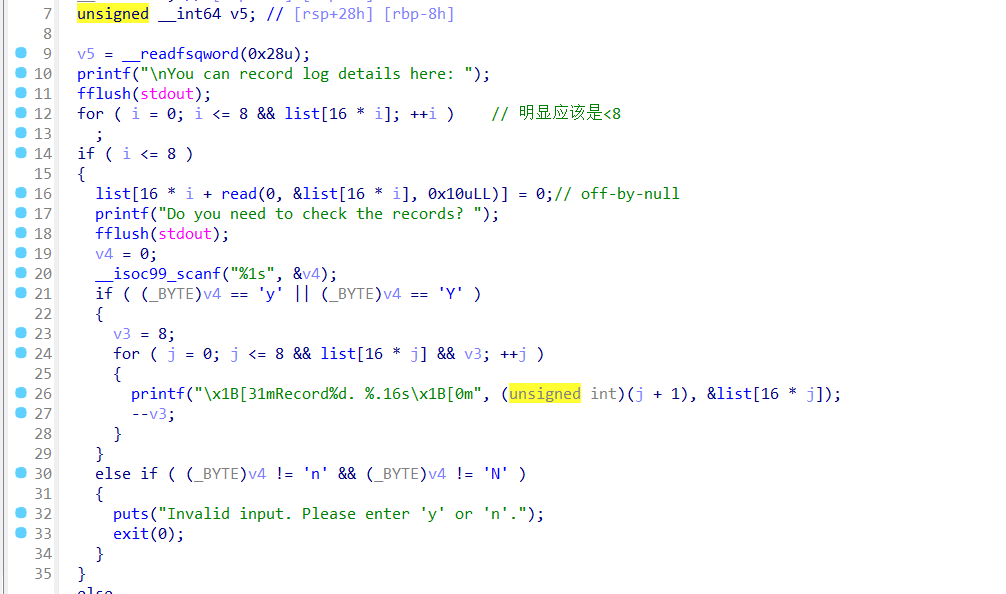 7 unsigned __int64 v5; // [rsp+28h] [rbp-8h]
8
9 v5 = __readfsqword(0x28u);
10 printf("\nYou can record log details here: ");
11 fflush(stdout);
12 for ( i = 0; i <= 8 && list[16 * i]; ++i ) // 明显应该是<8
13 ;
14 if ( i <= 8 )
15 {
16 list[16 * i + read(0, &list[16 * i], 0x10uLL)] = 0;// off-by-null
17 printf("Do you need to check the records? ");
18 fflush(stdout);
19 v4 = 0;
20 __isoc99_scanf("%1s", &v4);
21 if ( (_BYTE)v4 == 'y' || (_BYTE)v4 == 'Y' )
22 {
23 v3 = 8;
24 for ( j = 0; j <= 8 && list[16 * j] && v3; ++j )
25 {
26 printf("\x1B[31mRecord%d. %.16s\x1B[0m", (unsigned int)(j + 1), &list[16 * j]);
27 --v3;
28 }
29 }
30 else if ( (_BYTE)v4 != 'n' && (_BYTE)v4 != 'N' )
31 {
32 puts("Invalid input. Please enter 'y' or 'n'.");
33 exit(0);
34 }
35 }
else